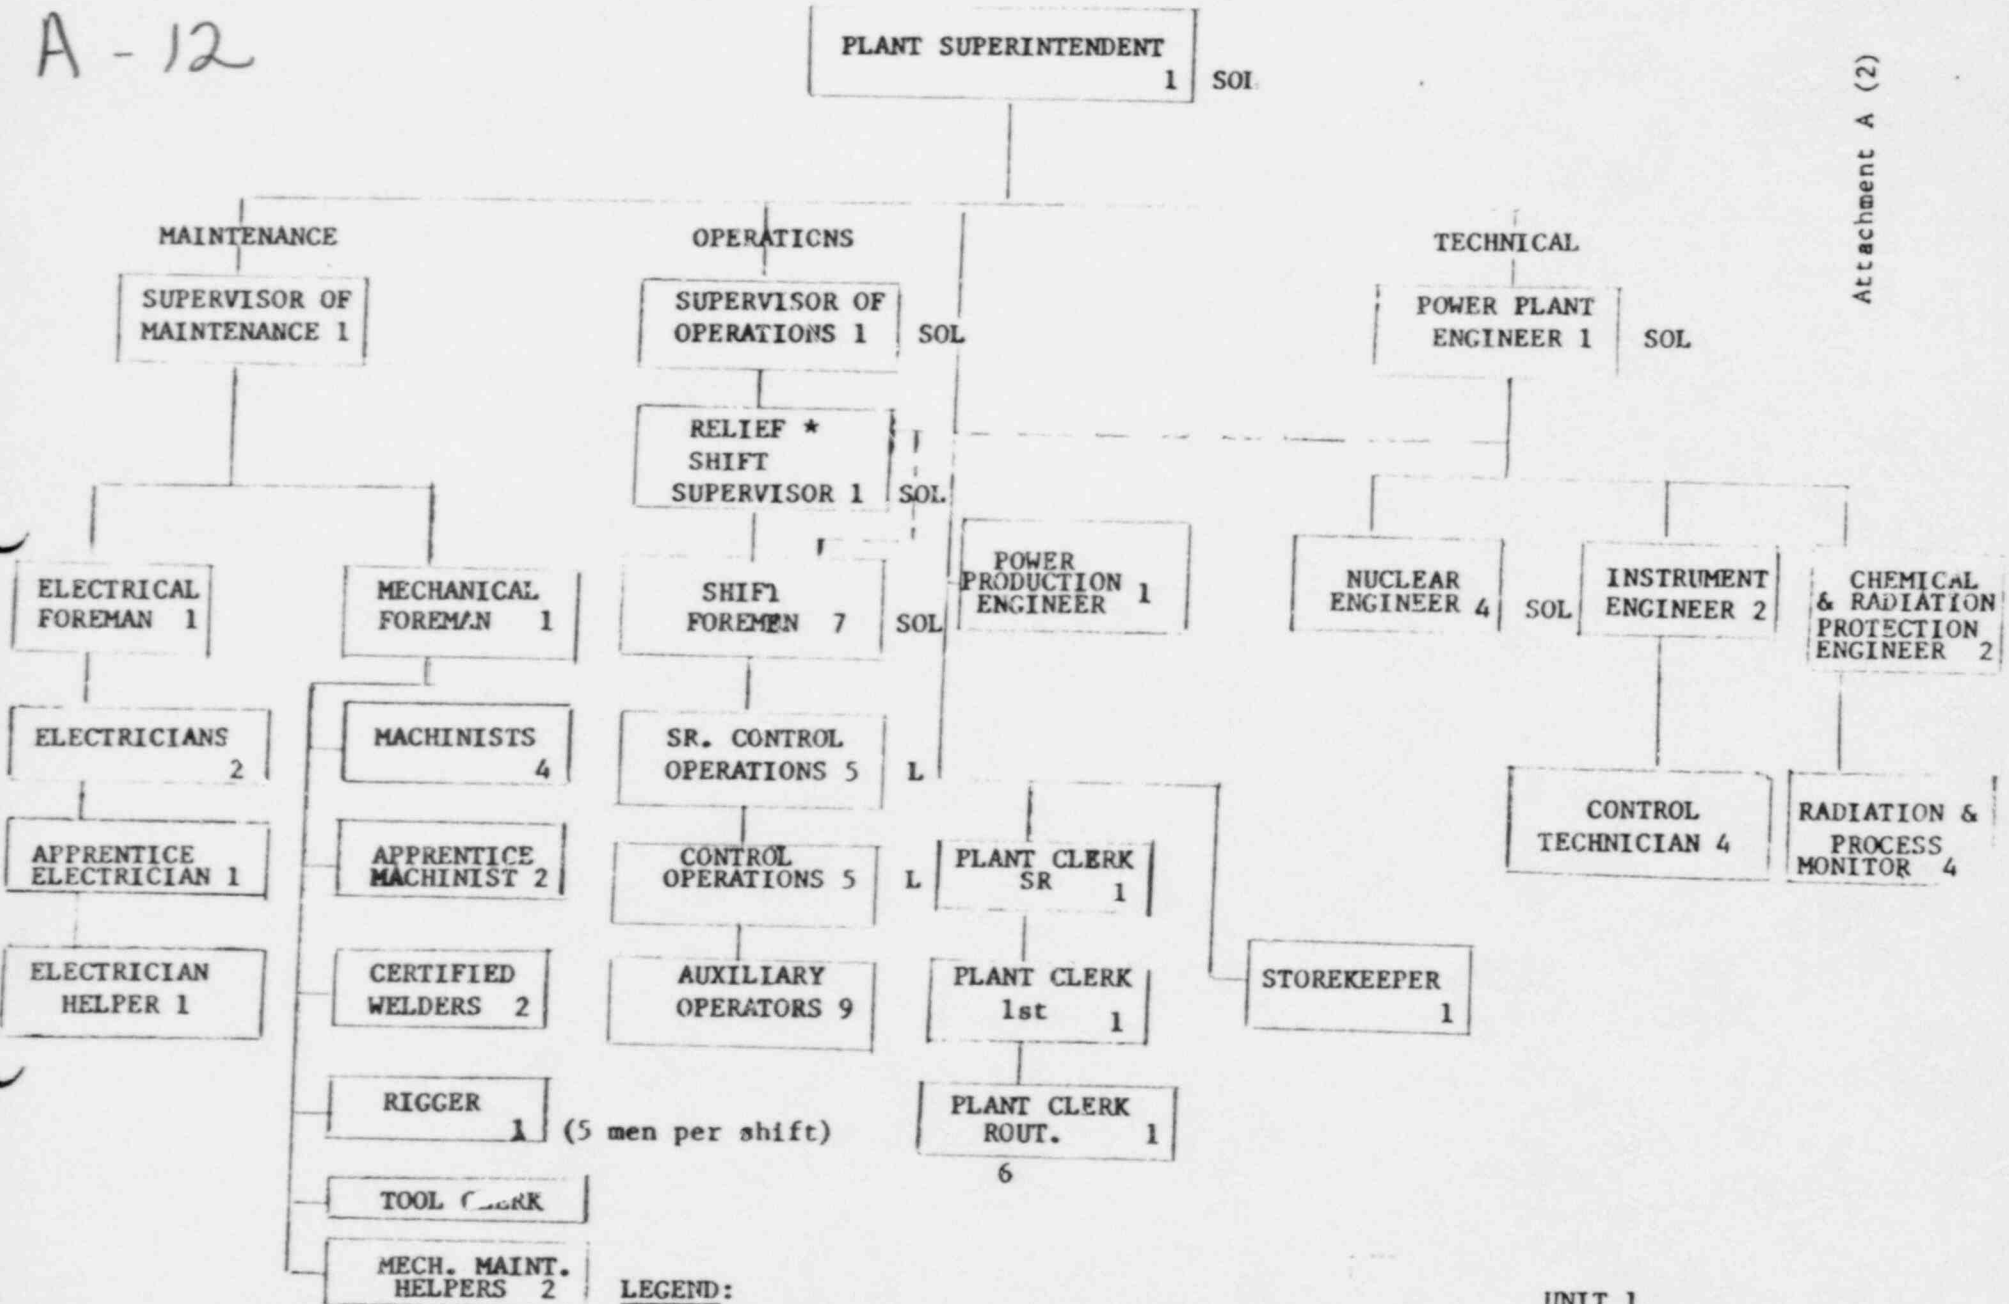 A - 12
Attachment A (2)
PLANT SUPERINTENDENT
1 SOL
MAINTENANCE
SUPERVISOR OF
MAINTENANCE 1
OPERATICNS
SUPERVISOR OF
OPERATIONS 1 SOL
TECHNICAL
POWER PLANT
ENGINEER 1 SOL
RELIEF *
SHIFT
SUPERVISOR 1 SOL
ELECTRICAL
FOREMAN 1
MECHANICAL
FOREMAN 1
SHIFT
FOREMEN 7 SOL
POWER
PRODUCTION 1
ENGINEER
NUCLEAR
ENGINEER 4 SOL
INSTRUMENT
ENGINEER 2
CHEMICAL
& RADIATION
PROTECTION
ENGINEER 2
ELECTRICIANS
2
MACHINISTS
4
SR. CONTROL
OPERATIONS 5 L
CONTROL
TECHNICIAN 4
RADIATION &
PROCESS
MONITOR 4
APPRENTICE
ELECTRICIAN 1
APPRENTICE
MACHINIST 2
CONTROL
OPERATIONS 5 L
PLANT CLERK
SR 1
ELECTRICIAN
HELPER 1
CERTIFIED
WELDERS 2
AUXILIARY
OPERATORS 9
PLANT CLERK
1st 1
STOREKEEPER
1
RIGGER
1 (5 men per shift)
PLANT CLERK
ROUT. 1
6
TOOL
MECH. MAINT.
HELPERS 2
LEGEND:
UNIT 1